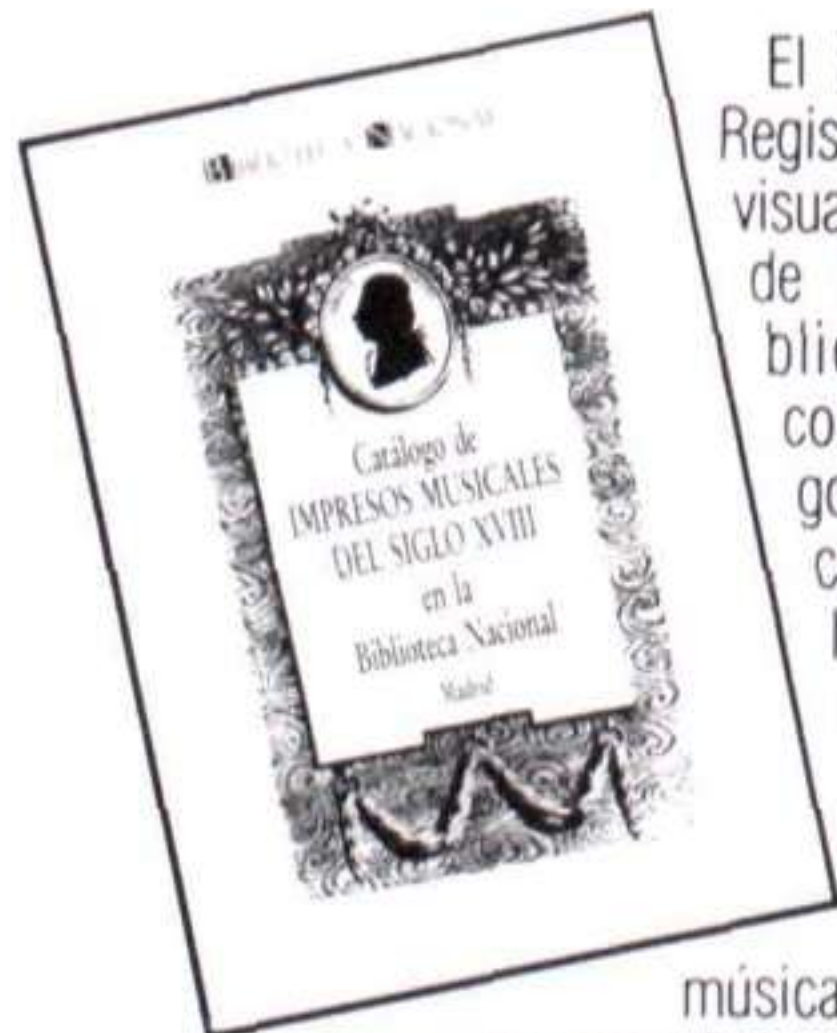 Catálogo de
IMPRESOS MUSICALES
DEL SIGLO XVIII
en la
Biblioteca Nacional
Madrid
El
Regis
visua
de
blio
co
go
c
música